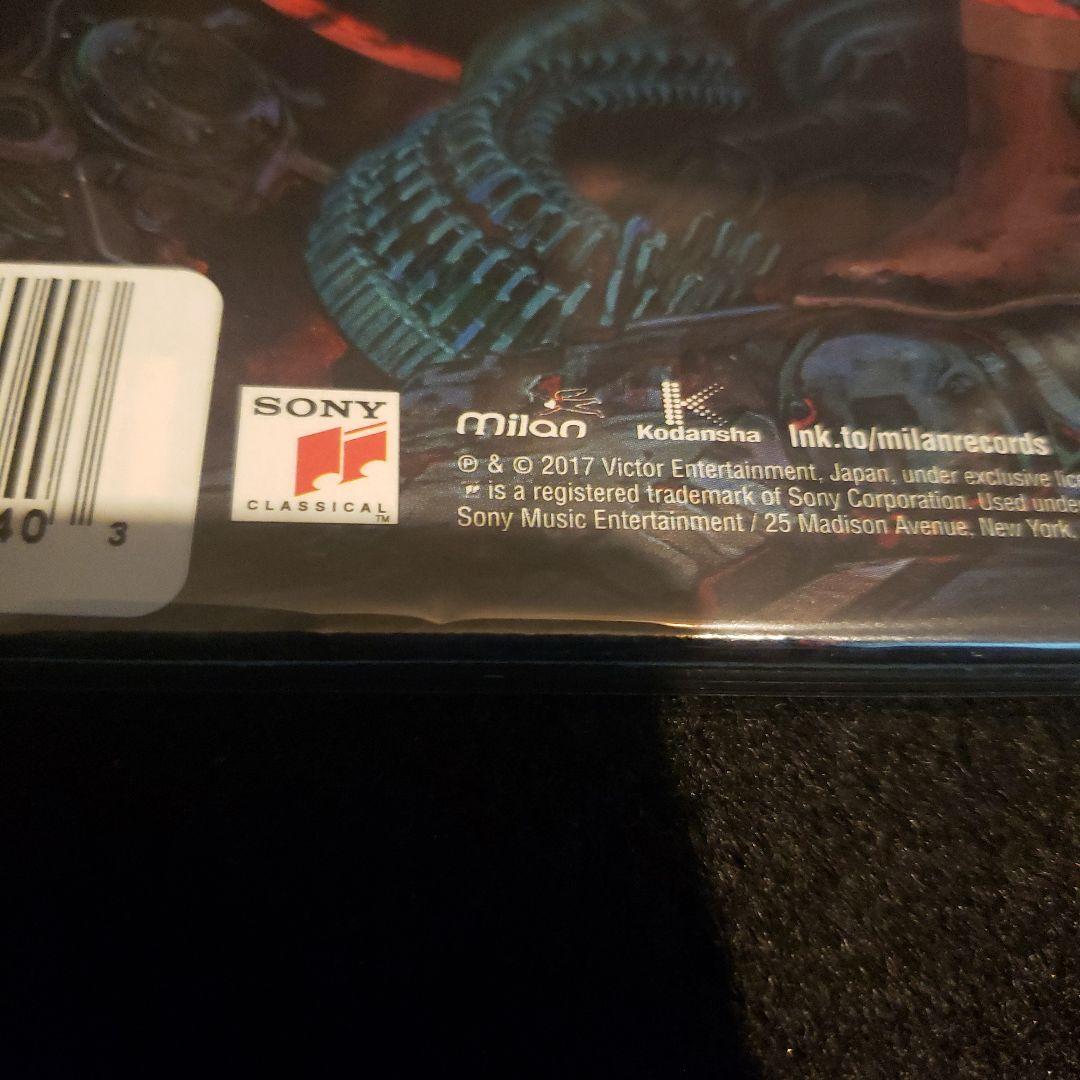 40 3
SONY
CLASSICAL
TM
milan
Kodansha
lnk.to/milanrecords
℗ & © 2017 Victor Entertainment, Japan, under exclusive
is a registered trademark of Sony Corporation. Used
Sony Music Entertainment / 25 Madison Avenue, New York,